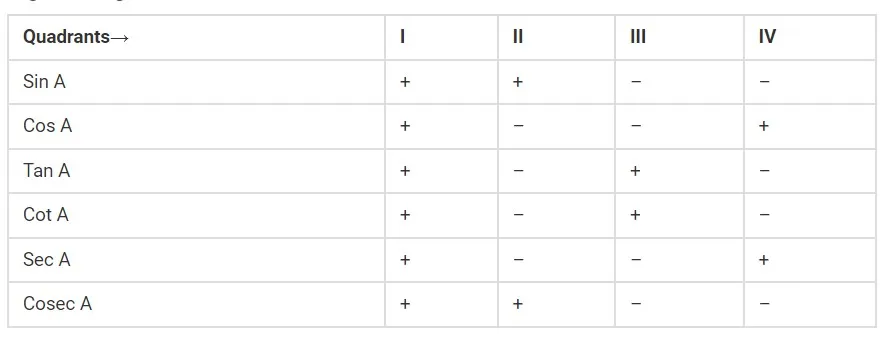 Quadrants→ I II III IV
Sin A + + – –
Cos A + – – +
Tan A + – + –
Cot A + – + –
Sec A + – – +
Cosec A + + – –